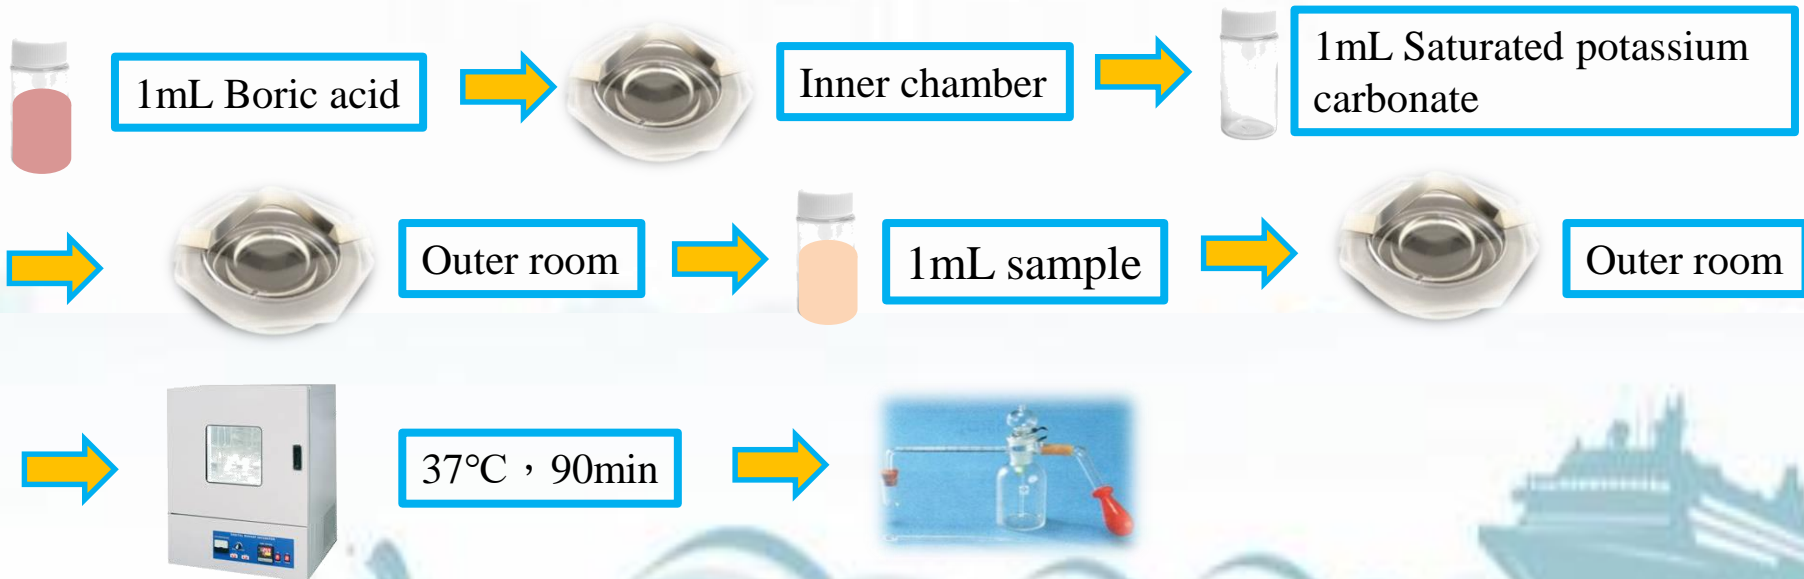 1mL Boric acid
Inner chamber
1mL Saturated potassium
carbonate
Outer room
1mL sample
Outer room
37℃，90min